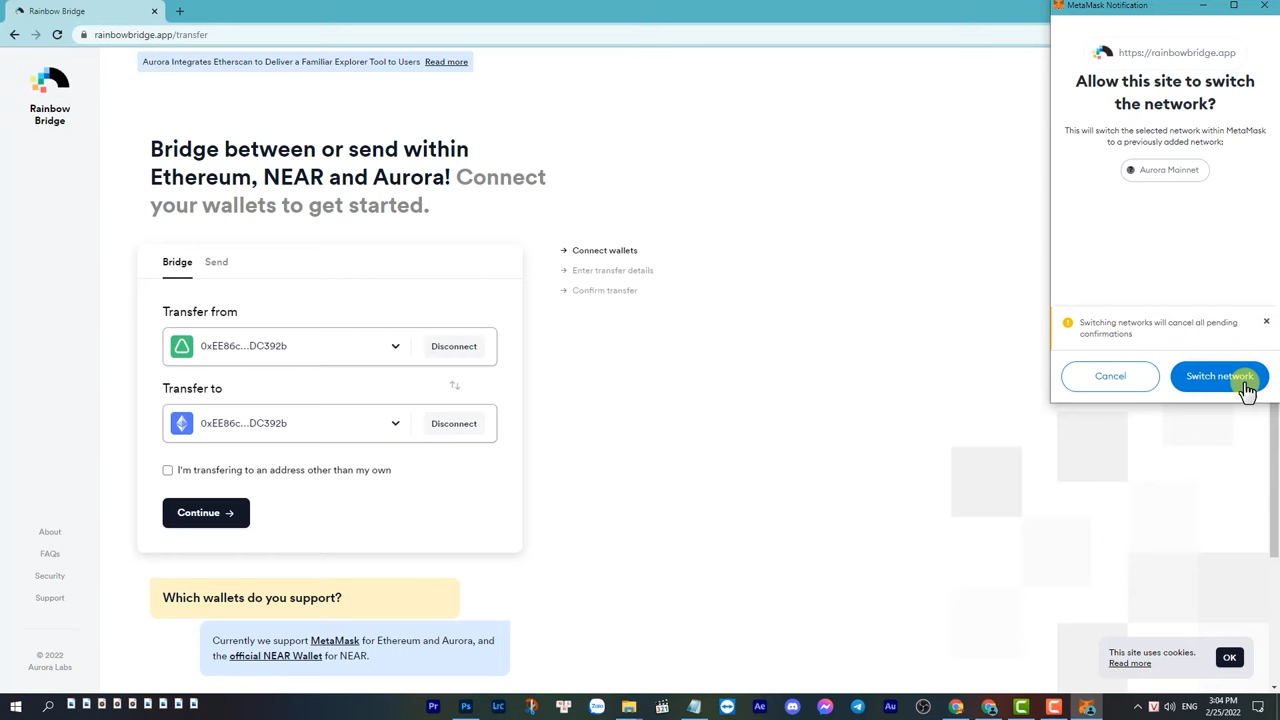 Rainbow Bridge
rainbowbridge.app/transfer
Rainbow
Bridge
Aurora Integrates Etherscan to Deliver a Familiar Explorer Tool to Users Read more
Bridge between or send within
Ethereum, NEAR and Aurora! Connect
your wallets to get started.
Bridge Send
Transfer from
0xEE86c...DC392b Disconnect
Transfer to
0xEE86c...DC392b Disconnect
I'm transfering to an address other than my own
Continue →
→ Connect wallets
→ Enter transfer details
→ Confirm transfer
Which wallets do you support?
Currently we support MetaMask for Ethereum and Aurora, and
the official NEAR Wallet for NEAR.
About
FAQs
Security
Support
© 2022
Aurora Labs
MetaMask Notification
https://rainbowbridge.app
Allow this site to switch
the network?
This will switch the selected network within MetaMask
to a previously added network:
Aurora Mainnet
Switching networks will cancel all pending
confirmations
Cancel Switch network
This site uses cookies.
Read more
OK
Pr Ps Lrc Zalo Ae Au V
3:04 PM
2/25/2022